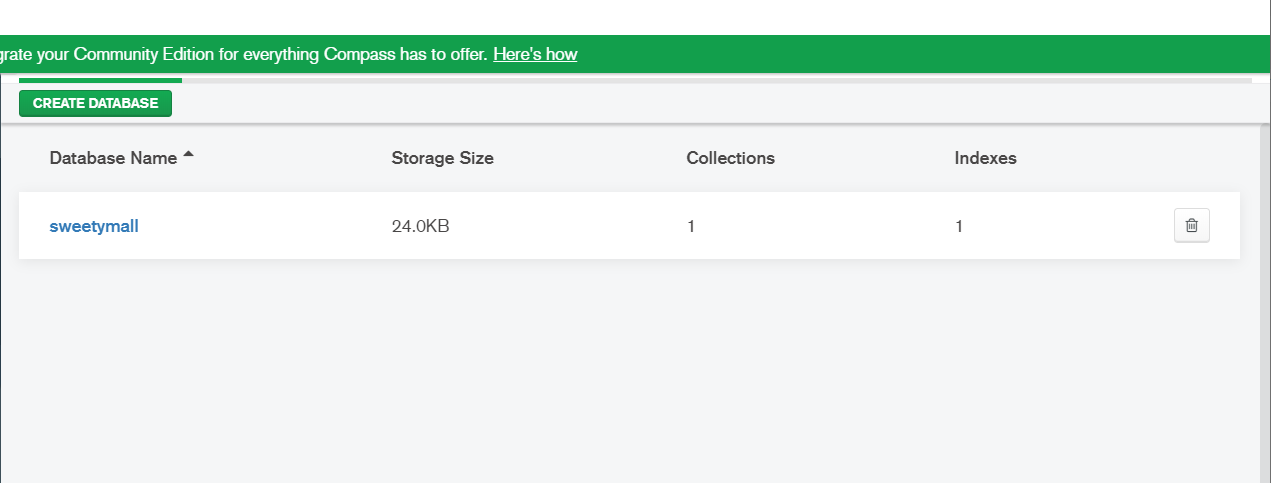 your Community Edition for everything Compass has to offer. Here's how
CREATE DATABASE
Database Name Storage Size Collections Indexes
sweetymall 24.0KB 1 1